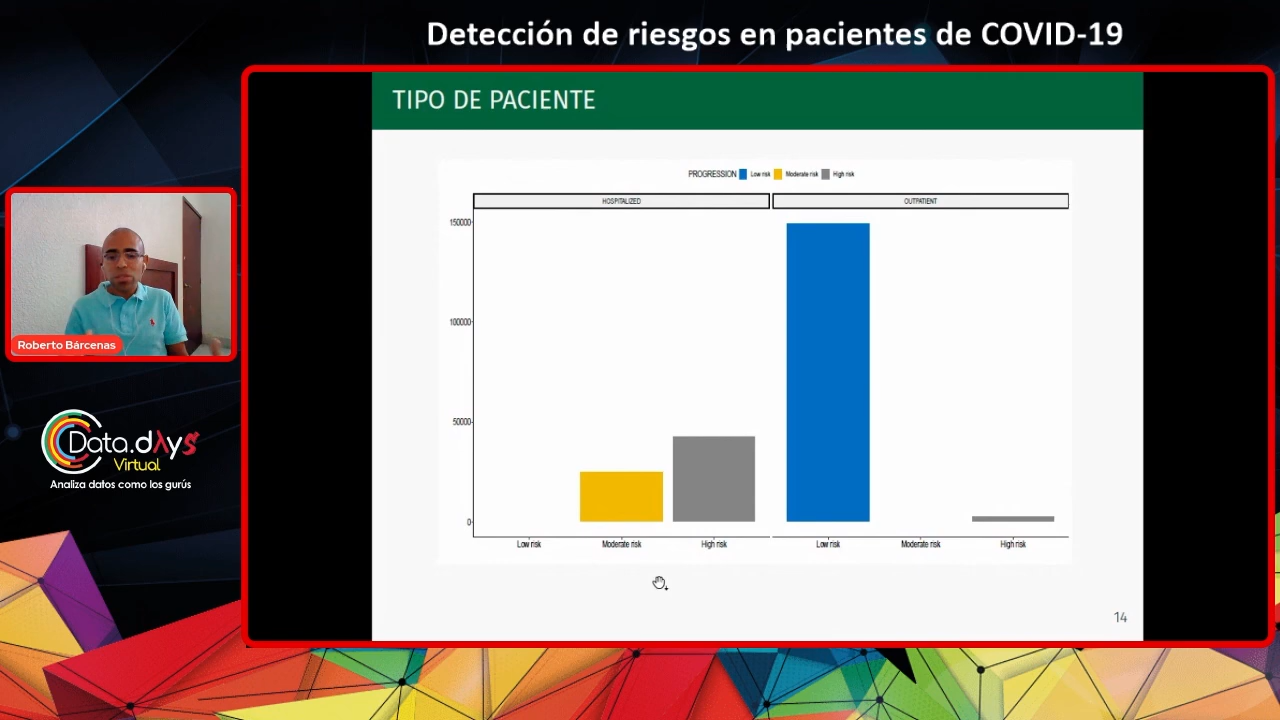 Detección de riesgos en pacientes de COVID-19
TIPO DE PACIENTE
PROGRESSION Low risk Moderate risk High risk
HOSPITALIZED OUTPATIENT
150000
100000
50000
0
Low risk Moderate risk High risk Low risk Moderate risk High risk
14
Roberto Bárcenas
Data.dAys
Virtual
Analiza datos como los gurús